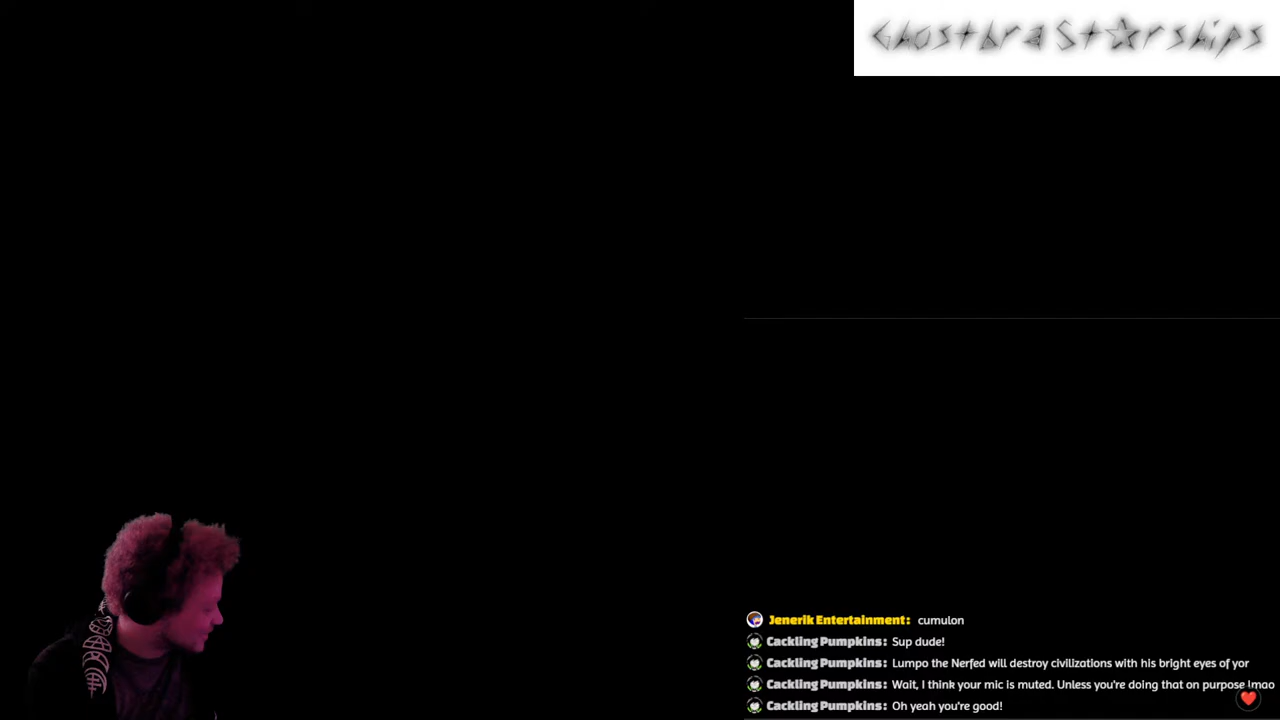 Ghostbra St☆rships
Jenerik Entertainment: cumulon
Cackling Pumpkins: Sup dude!
Cackling Pumpkins: Lumpo the Nerfed will destroy civilizations with his bright eyes of yor
Cackling Pumpkins: Wait, I think your mic is muted. Unless you're doing that on purpose lmao
Cackling Pumpkins: Oh yeah you're good!